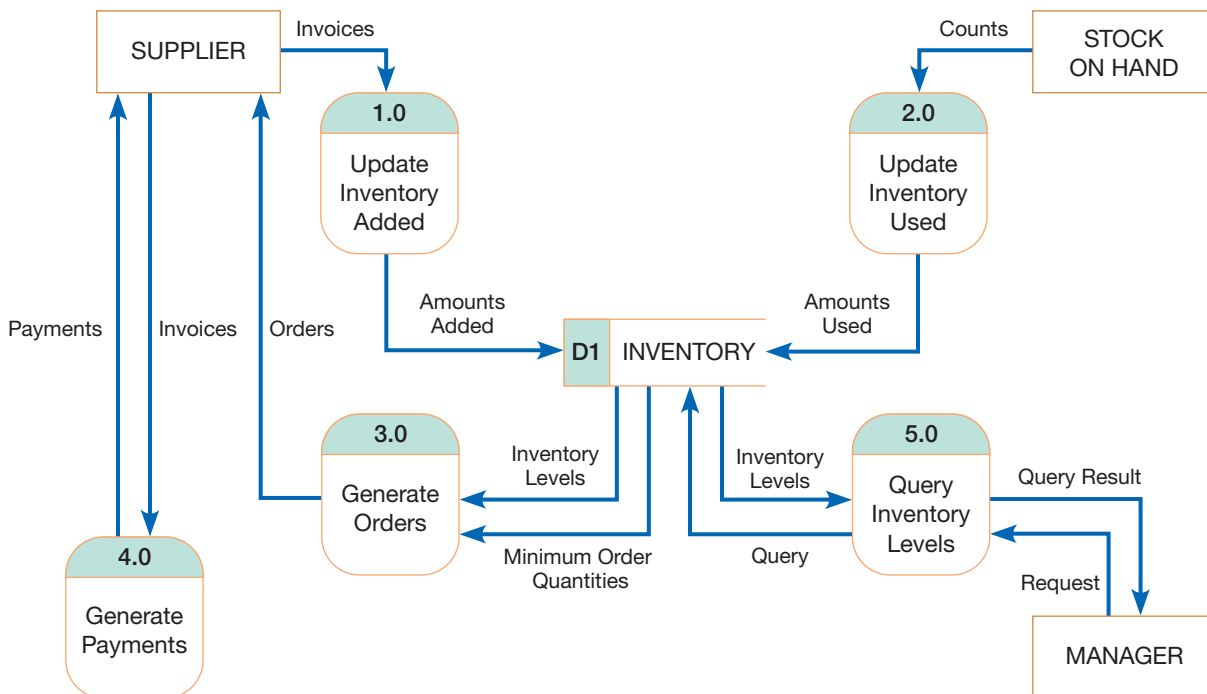 Invoices
SUPPLIER
Counts
STOCK
ON HAND
1.0
Update
Inventory
Added
2.0
Update
Inventory
Used
Payments
Invoices
Orders
Amounts
Added
Amounts
Used
D1 INVENTORY
3.0
Generate
Orders
Inventory
Levels
Minimum Order
Quantities
Inventory
Levels
Query
5.0
Query
Inventory
Levels
Query Result
Request
4.0
Generate
Payments
MANAGER